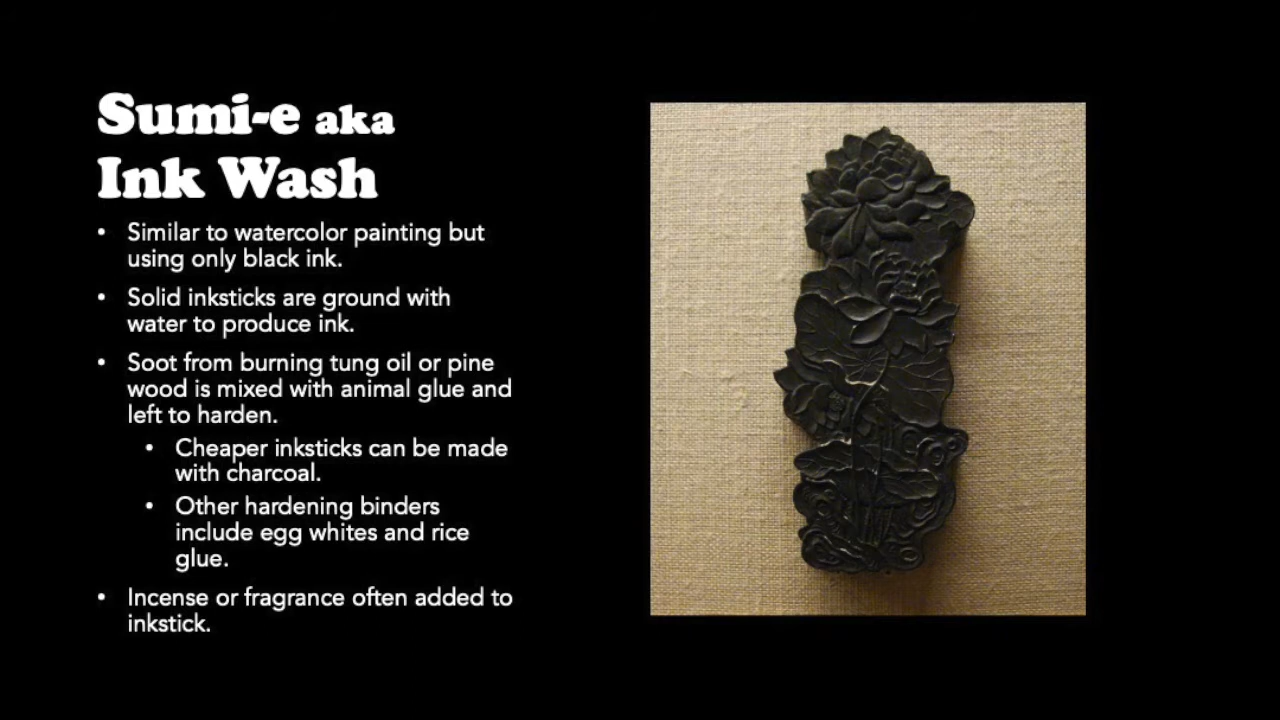 Sumi-e aka
Ink Wash
• Similar to watercolor painting but
using only black ink.
• Solid inksticks are ground with
water to produce ink.
• Soot from burning tung oil or pine
wood is mixed with animal glue and
left to harden.
• Cheaper inksticks can be made
with charcoal.
• Other hardening binders
include egg whites and rice
glue.
• Incense or fragrance often added to
inkstick.